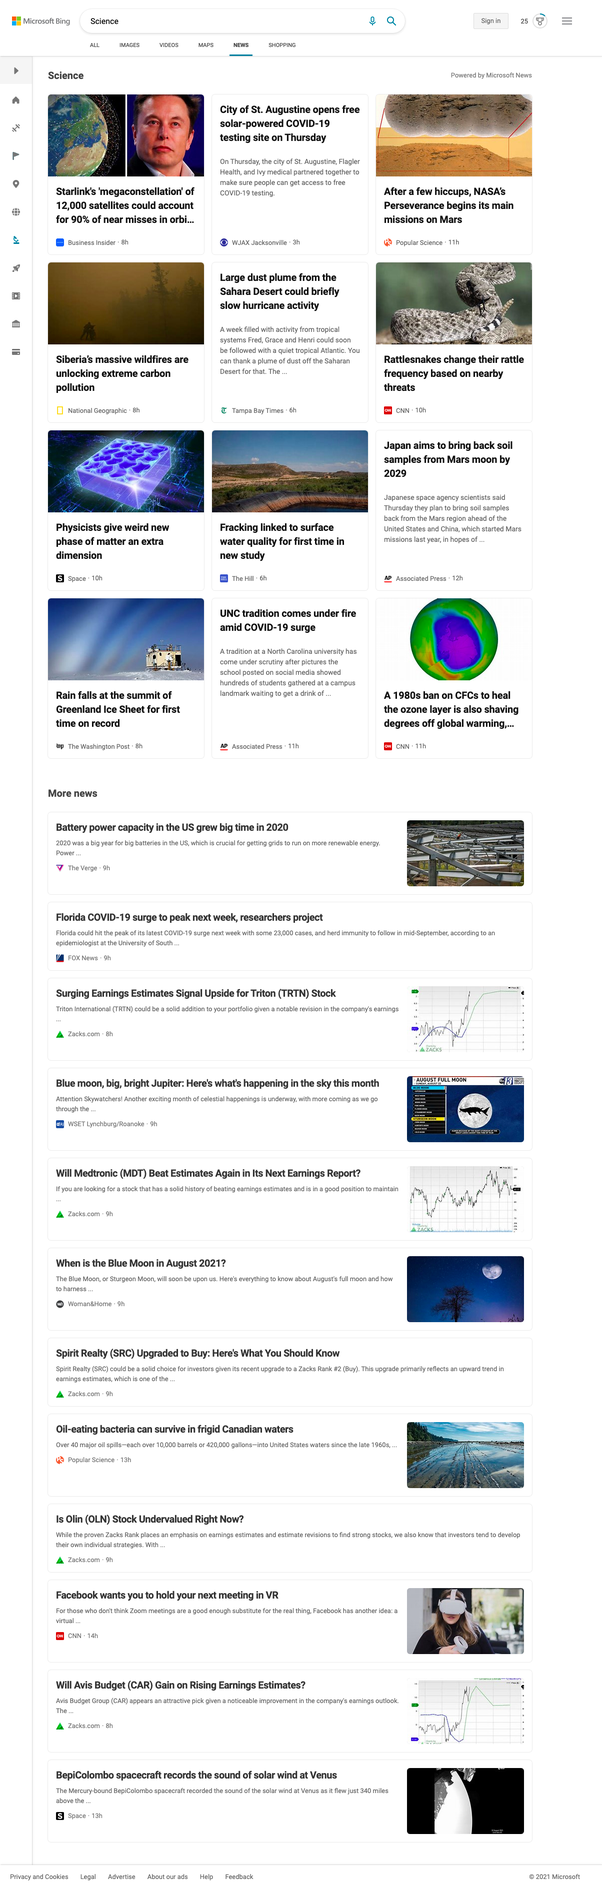 Microsoft Bing
Science
Sign in
25
ALL IMAGES VIDEOS MAPS NEWS SHOPPING
Science
Powered by Microsoft News
Starlink's 'megaconstellation' of
12,000 satellites could account
for 90% of near misses in orbi...
Business Insider · 8h
City of St. Augustine opens free
solar-powered COVID-19
testing site on Thursday
On Thursday, the city of St. Augustine, Flagler
Health, and Ivy medical partnered together to
make sure people can get access to free
COVID-19 testing.
WJAX Jacksonville · 3h
After a few hiccups, NASA's
Perseverance begins its main
missions on Mars
Popular Science · 11h
Siberia's massive wildfires are
unlocking extreme carbon
pollution
National Geographic · 8h
Large dust plume from the
Sahara Desert could briefly
slow hurricane activity
A week filled with activity from tropical
systems Fred, Grace and Henri could soon
be followed with a quiet tropical Atlantic. You
can thank a plume of dust off the Saharan
Desert for that. The ...
Tampa Bay Times · 6h
Rattlesnakes change their rattle
frequency based on nearby
threats
CNN · 10h
Physicists give weird new
phase of matter an extra
dimension
Space · 10h
Fracking linked to surface
water quality for first time in
new study
The Hill · 6h
Japan aims to bring back soil
samples from Mars moon by
2029
Japanese space agency scientists said
Thursday they plan to bring soil samples
back from the Mars region ahead of the
United States and China, which started Mars
missions last year, in hopes of ...
AP Associated Press · 12h
Rain falls at the summit of
Greenland Ice Sheet for first
time on record
wp The Washington Post · 8h
UNC tradition comes under fire
amid COVID-19 surge
A tradition at a North Carolina university has
come under scrutiny after pictures the
school posted on social media showed
hundreds of students gathered at a campus
landmark waiting to get a drink of ...
AP Associated Press · 11h
A 1980s ban on CFCs to heal
the ozone layer is also shaving
degrees off global warming,...
CNN · 11h
More news
Battery power capacity in the US grew big time in 2020
2020 was a big year for big batteries in the US, which is crucial for getting grids to run on more renewable energy.
Power ...
The Verge · 9h
Florida COVID-19 surge to peak next week, researchers project
Florida could hit the peak of its latest COVID-19 surge next week with some 23,000 cases, and herd immunity to follow in mid-September, according to an
epidemiologist at the University of South ...
FOX News · 9h
Surging Earnings Estimates Signal Upside for Triton (TRTN) Stock
Triton International (TRTN) could be a solid addition to your portfolio given a notable revision in the company's earnings
...
Zacks.com · 8h
ZACKS
Blue moon, big, bright Jupiter: Here's what's happening in the sky this month
Attention Skywatchers! Another exciting month of celestial happenings is underway, with more coming as we go
through the ...
WSET Lynchburg/Roanoke · 9h
AUGUST FULL MOON
13
Will Medtronic (MDT) Beat Estimates Again in Its Next Earnings Report?
If you are looking for a stock that has a solid history of beating earnings estimates and is in a good position to maintain
...
Zacks.com · 9h
ZACKS
When is the Blue Moon in August 2021?
The Blue Moon, or Sturgeon Moon, will soon be upon us. Here's everything to know about August's full moon and how
to harness ...
Woman&Home · 9h
Spirit Realty (SRC) Upgraded to Buy: Here's What You Should Know
Spirit Realty (SRC) could be a solid choice for investors given its recent upgrade to a Zacks Rank #2 (Buy). This upgrade primarily reflects an upward trend in
earnings estimates, which is one of the ...
Zacks.com · 9h
Oil-eating bacteria can survive in frigid Canadian waters
Over 40 major oil spills—each over 10,000 barrels or 420,000 gallons—into United States waters since the late 1960s, ...
Popular Science · 13h
Is Olin (OLN) Stock Undervalued Right Now?
While the proven Zacks Rank places an emphasis on earnings estimates and estimate revisions to find strong stocks, we also know that investors tend to develop
their own individual strategies. With ...
Zacks.com · 9h
Facebook wants you to hold your next meeting in VR
For those who don't think Zoom meetings are a good enough substitute for the real thing, Facebook has another idea: a
virtual ...
CNN · 14h
Will Avis Budget (CAR) Gain on Rising Earnings Estimates?
Avis Budget Group (CAR) appears an attractive pick given a noticeable improvement in the company's earnings outlook.
The ...
Zacks.com · 8h
ZACKS
BepiColombo spacecraft records the sound of solar wind at Venus
The Mercury-bound BepiColombo spacecraft recorded the sound of the solar wind at Venus as it flew just 340 miles
above the ...
Space · 13h
Privacy and Cookies Legal Advertise About our ads Help Feedback
© 2021 Microsoft